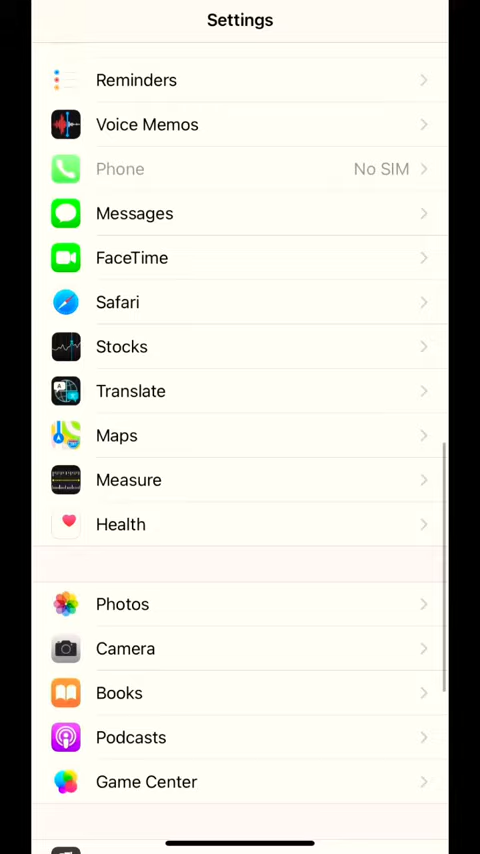 Settings
Reminders
Voice Memos
Phone No SIM
Messages
FaceTime
Safari
Stocks
Translate
Maps
Measure
Health
Photos
Camera
Books
Podcasts
Game Center